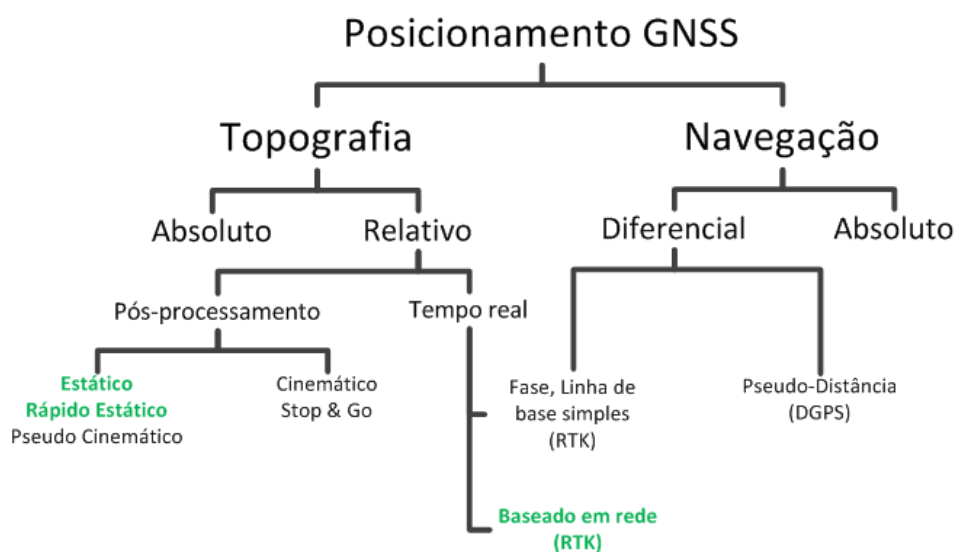 Posicionamento GNSS
Topografia
Navegação
Absoluto
Relativo
Diferencial
Absoluto
Pós-processamento
Tempo real
Estático
Rápido Estático
Pseudo Cinemático
Cinemático
Stop & Go
Fase, Linha de
base simples
(RTK)
Pseudo-Distância
(DGPS)
Baseado em rede
(RTK)